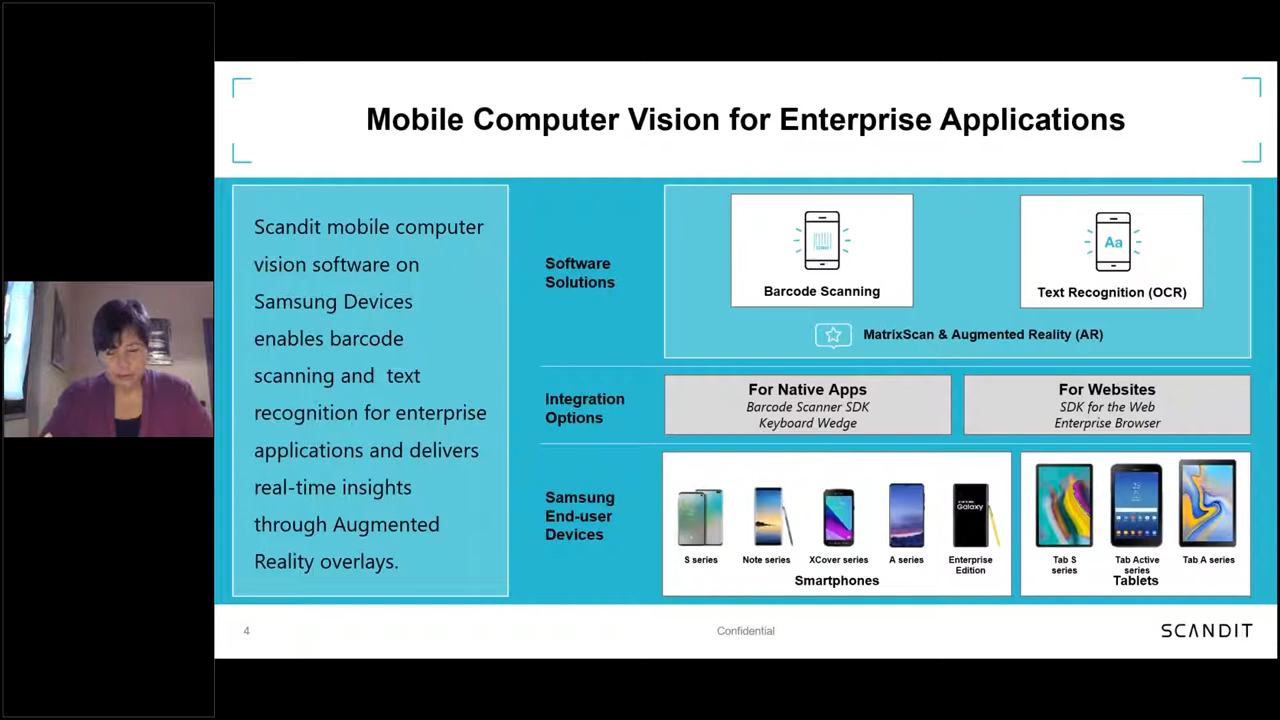 Mobile Computer Vision for Enterprise Applications
Scandit mobile computer
vision software on
Samsung Devices
enables barcode
scanning and text
recognition for enterprise
applications and delivers
real-time insights
through Augmented
Reality overlays.
Software
Solutions
Barcode Scanning
Aa
Text Recognition (OCR)
MatrixScan & Augmented Reality (AR)
Integration
Options
For Native Apps
Barcode Scanner SDK
Keyboard Wedge
For Websites
SDK for the Web
Enterprise Browser
Samsung
End-user
Devices
Galaxy
S series
Note series
XCover series
A series
Enterprise
Edition
Smartphones
Tab S
series
Tab Active
series
Tab A series
Tablets
4
Confidential
SCANDIT